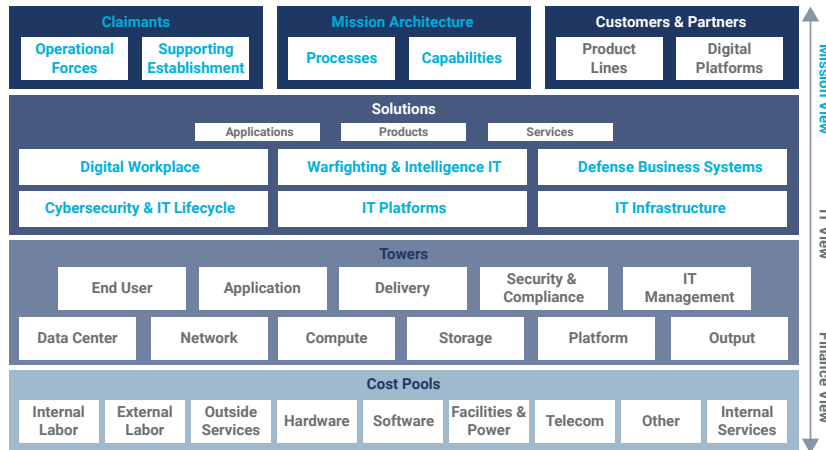 Claimants
Operational
Forces
Supporting
Establishment
Mission Architecture
Processes
Capabilities
Customers & Partners
Product
Lines
Digital
Platforms
Solutions
Applications
Products
Services
Digital Workplace
Warfighting & Intelligence IT
Defense Business Systems
Cybersecurity & IT Lifecycle
IT Platforms
IT Infrastructure
Towers
End User
Application
Delivery
Security &
Compliance
IT
Management
Data Center
Network
Compute
Storage
Platform
Output
Cost Pools
Internal
Labor
External
Labor
Outside
Services
Hardware
Software
Facilities &
Power
Telecom
Other
Internal
Services
Mission View
IT View
Finance View